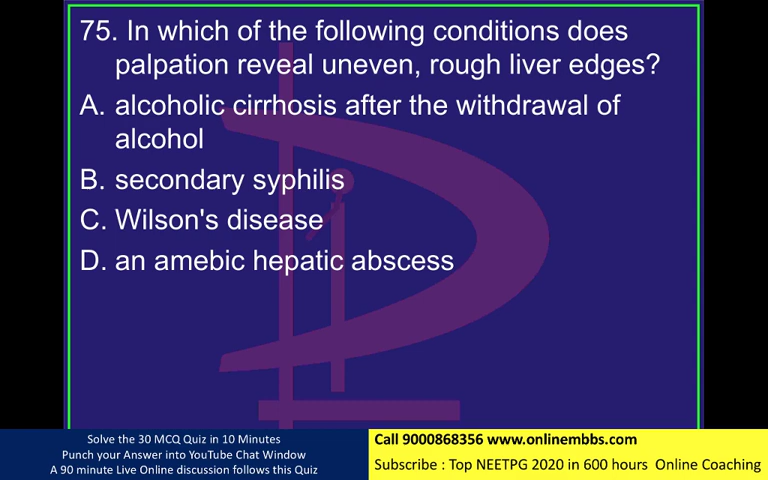 75. In which of the following conditions does
palpation reveal uneven, rough liver edges?
A. alcoholic cirrhosis after the withdrawal of
alcohol
B. secondary syphilis
C. Wilson's disease
D. an amebic hepatic abscess
Solve the 30 MCQ Quiz in 10 Minutes
Punch your Answer into YouTube Chat Window
A 90 minute Live Online discussion follows this Quiz
Call 9000868356 www.onlinembbs.com
Subscribe : Top NEETPG 2020 in 600 hours Online Coaching